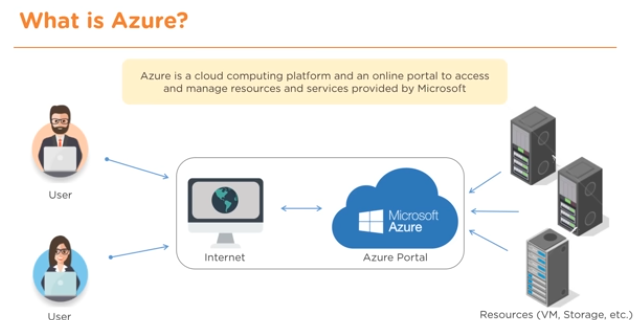 What is Azure?
Azure is a cloud computing platform and an online portal to access
and manage resources and services provided by Microsoft
User
Microsoft
Azure
Internet
Azure Portal
User
Resources (VM, Storage, etc.)